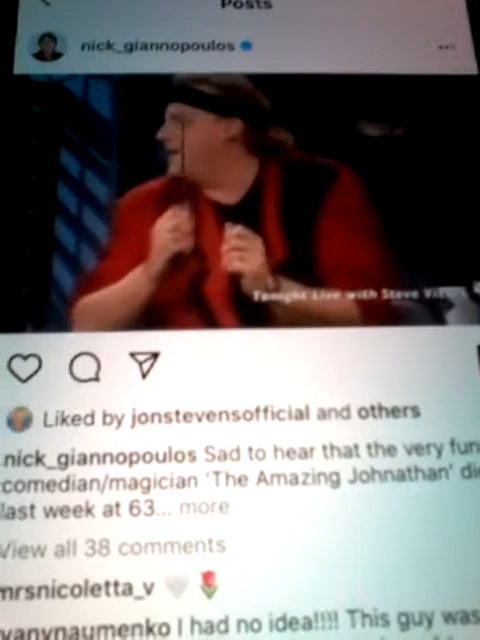 Posts
nick_giannopoulos
Tonight Live with Steve
Liked by jonstevensofficial and others
nick_giannopoulos Sad to hear that the very fun
comedian/magician 'The Amazing Johnathan' di
last week at 63... more
View all 38 comments
mrsnicoletta_v
vanynaumenko I had no idea!!!! This guy was